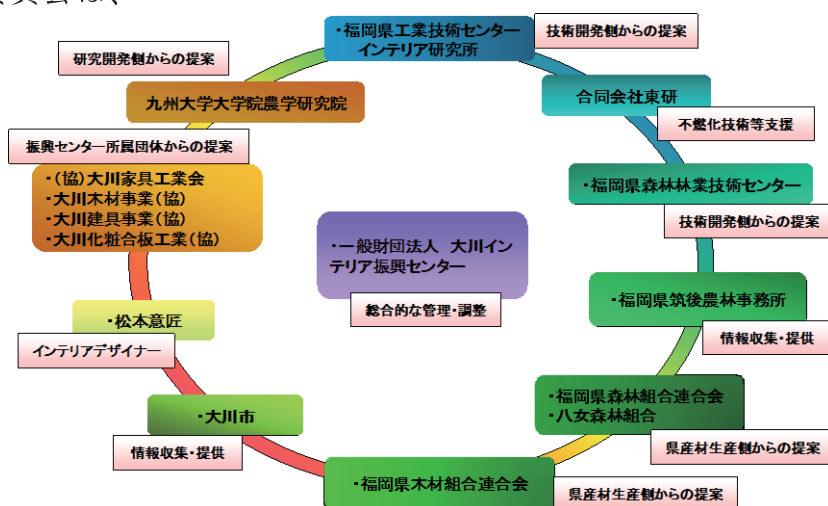 ・福岡県工業技術センター
インテリア研究所
技術開発側からの提案
研究開発側からの提案
九州大学大学院農学研究院
合同会社東研
不燃化技術等支援
振興センター所属団体からの提案
・(協)大川家具工業会
・大川木材事業(協)
・大川建具事業(協)
・大川化粧合板工業(協)
・福岡県森林林業技術センター
技術開発側からの提案
・一般財団法人 大川イン
テリア振興センター
総合的な管理・調整
・福岡県筑後農林事務所
情報収集・提供
・松本意匠
インテリアデザイナー
・福岡県森林組合連合会
・八女森林組合
県産材生産側からの提案
・大川市
情報収集・提供
・福岡県木材組合連合会
県産材生産側からの提案